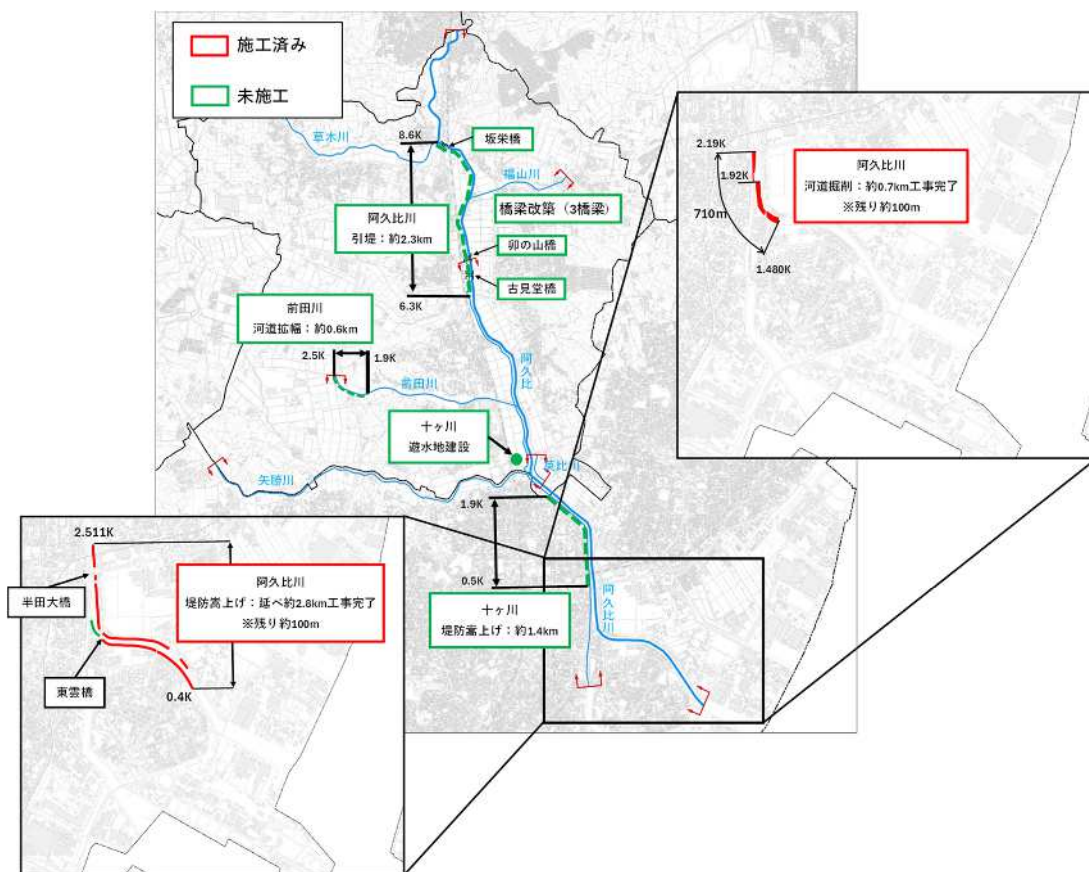 施工済み
未施工
草木川
8.6K
坂栄橋
福山川
橋梁改築（3橋梁）
阿久比川
引堤：約2.3km
卯の山橋
古見堂橋
6.3K
前田川
河道拡幅：約0.6km
2.5K
1.9K
前田川
阿久比
十ヶ川
遊水地建設
矢勝川
英比川
1.9K
0.5K
十ヶ川
堤防嵩上げ：約1.4km
阿久比川
2.19K
1.92K
710m
1.480K
阿久比川
河道掘削：約0.7km工事完了
※残り約100m
2.511K
半田大橋
阿久比川
堤防嵩上げ：延べ約2.8km工事完了
※残り約100m
東雲橋
0.4K